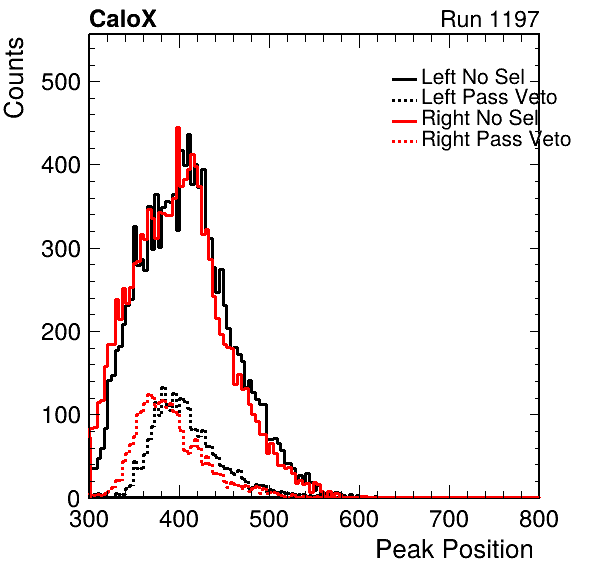 CaloX Run 1197
Counts
500
400
300
200
100
0
Left No Sel
Left Pass Veto
Right No Sel
Right Pass Veto
300 400 500 600 700 800
Peak Position